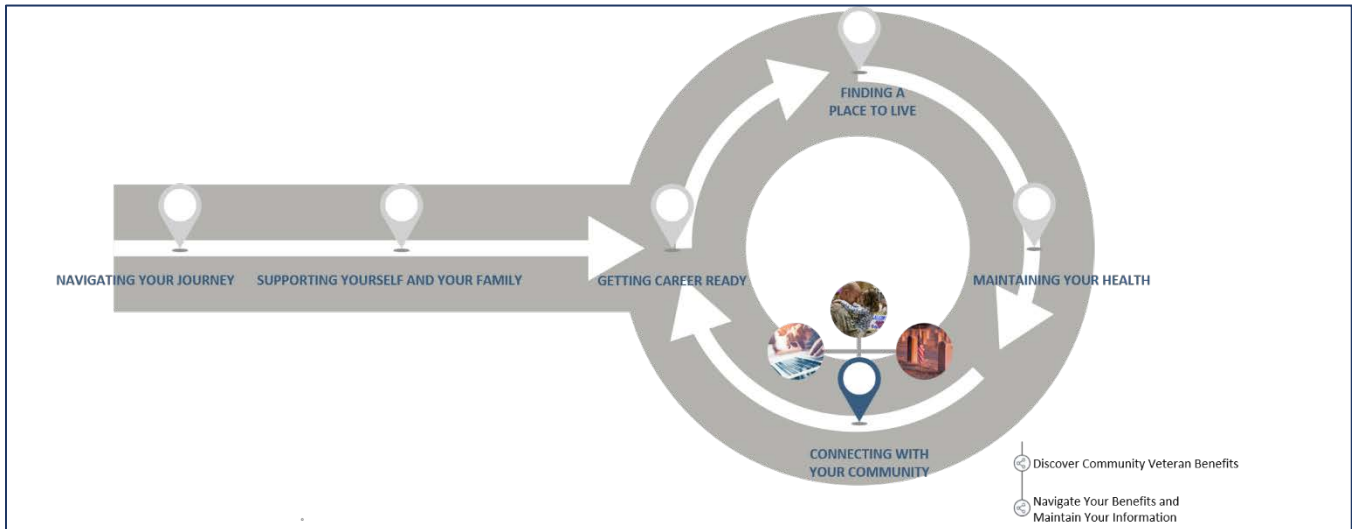 FINDING A
PLACE TO LIVE
NAVIGATING YOUR JOURNEY
SUPPORTING YOURSELF AND YOUR FAMILY
GETTING CAREER READY
MAINTAINING YOUR HEALTH
CONNECTING WITH
YOUR COMMUNITY
Discover Community Veteran Benefits
Navigate Your Benefits and
Maintain Your Information